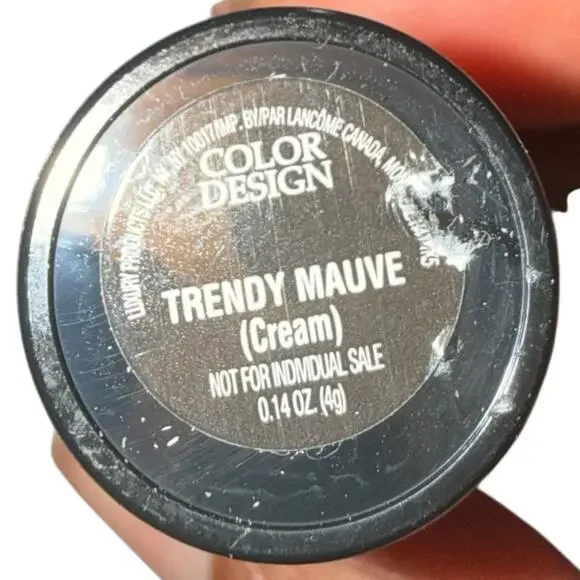 LUXURY PRODUCTS LLC, NY, NY 10017/IMP. BY/PAR LANCÔME CANADA,
COLOR
DESIGN
TRENDY MAUVE
(Cream)
NOT FOR INDIVIDUAL SALE
0.14 OZ. (4g)